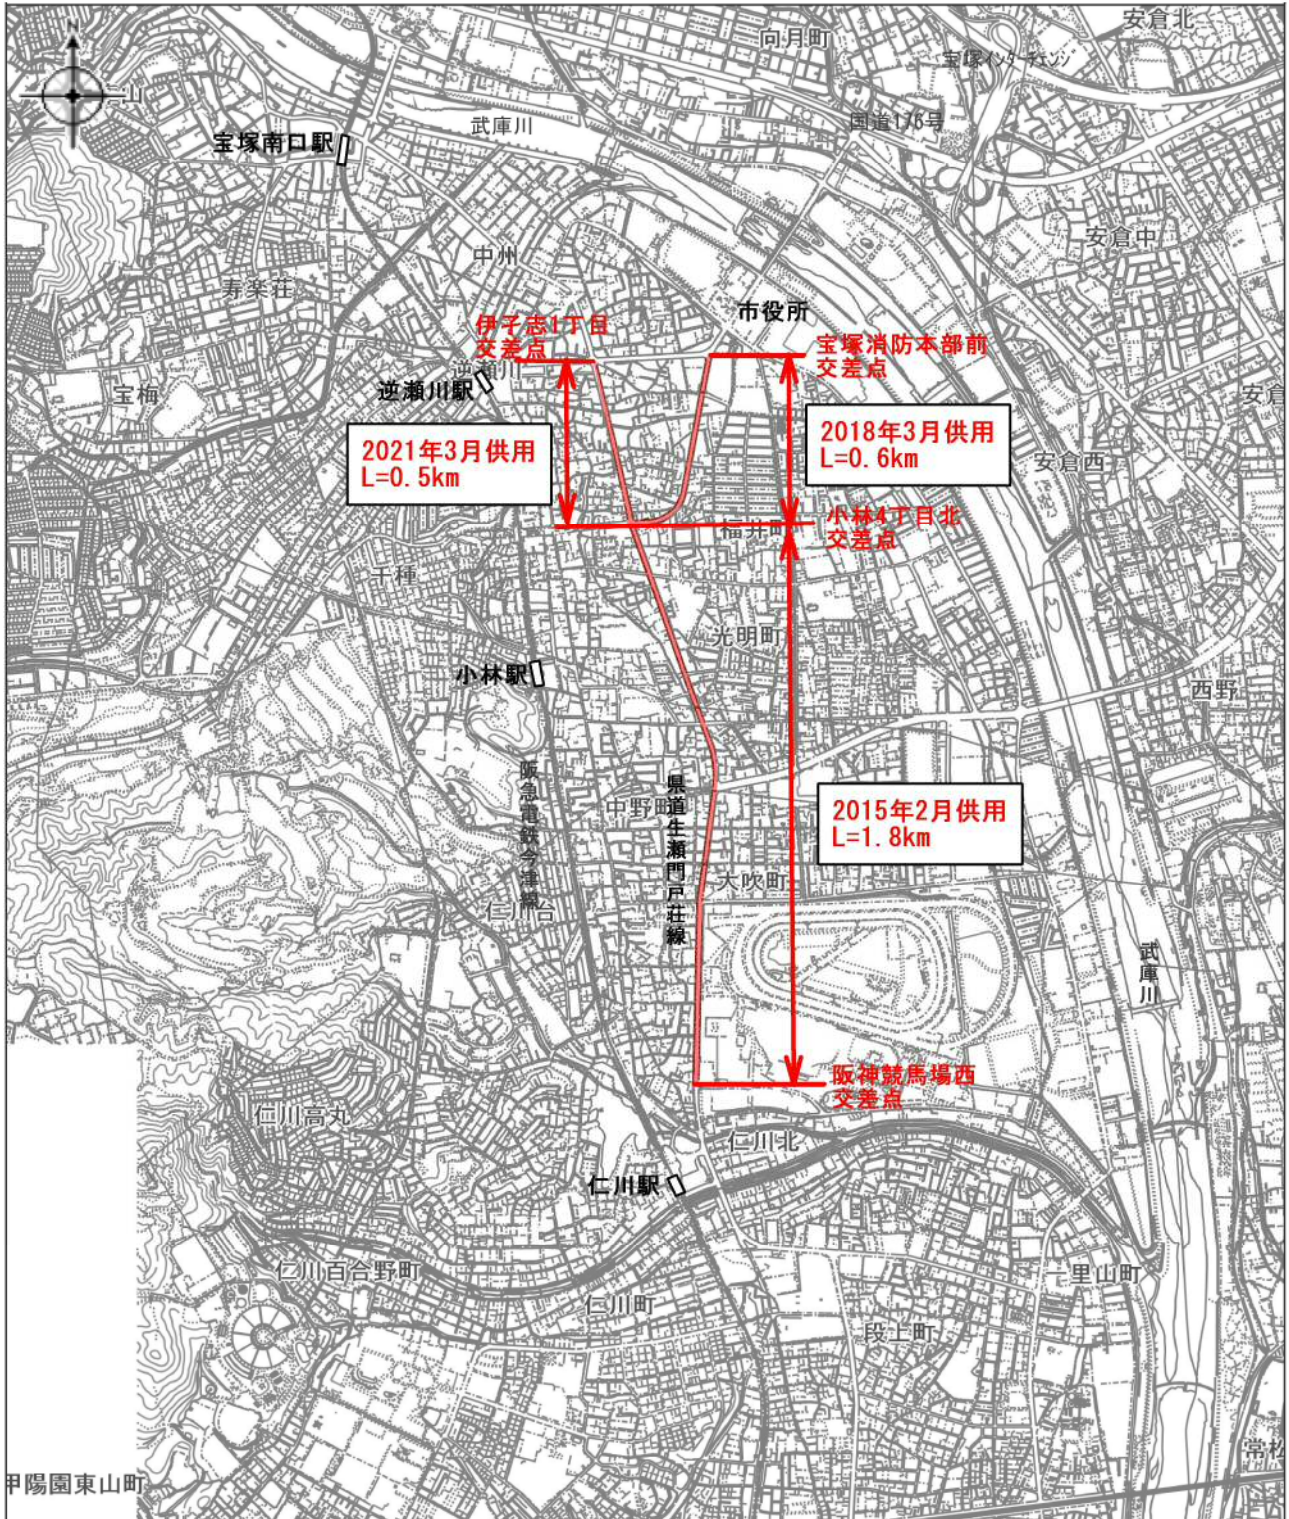 安倉北
向月町
宝塚インターチェンジ
N
山
武庫川
国道176号
宝塚南口駅
安倉中
中州
寿楽荘
市役所
伊孑志1丁目
交差点
宝塚消防本部前
交差点
逆瀬川
逆瀬川駅
宝梅
安倉
2021年3月供用
L=0.5km
2018年3月供用
L=0.6km
安倉西
小林4丁目北
交差点
福井町
千種
光明町
小林駅
西野
阪急電鉄今津線
県道生瀬門戸荘線
中野町
2015年2月供用
L=1.8km
大吹町
仁川台
武庫川
阪神競馬場西
交差点
仁川高丸
仁川北
仁川駅
仁川百合野町
一里山町
仁川町
段上町
常松
甲陽園東山町